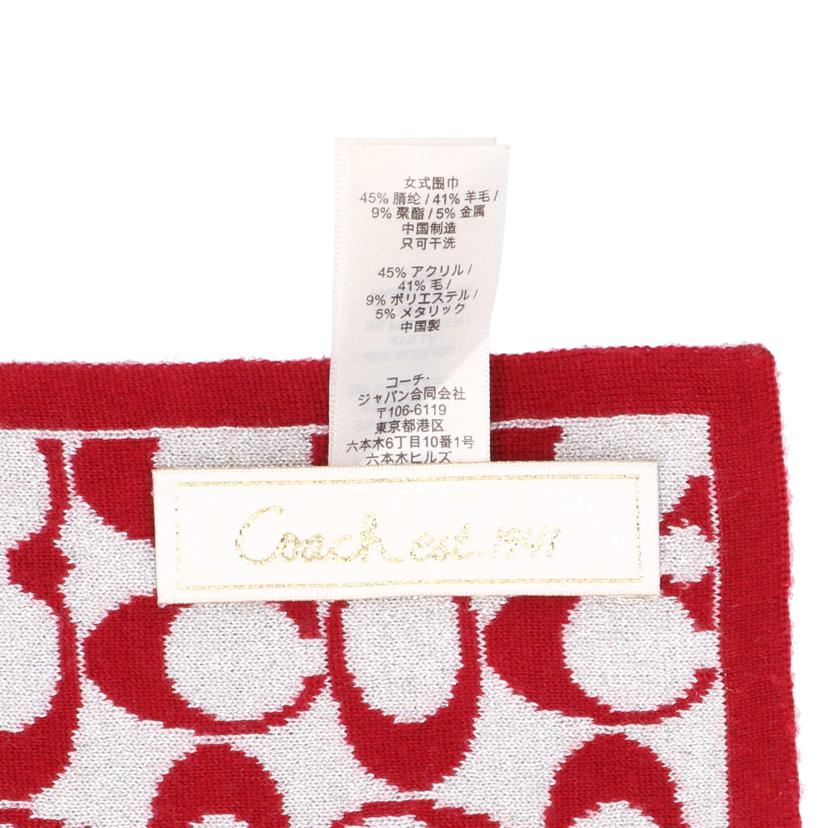 女式围巾
45% 腈纶 / 41% 羊毛 /
9% 聚酯 / 5% 金属
中国制造
只可干洗
45% アクリル /
41% 毛 /
9% ポリエステル /
5% メタリック
中国製
コーチ・
ジャパン合同会社
〒106-6119
東京都港区
六本木6丁目10番1号
六本木ヒルズ
Coach est. 1941